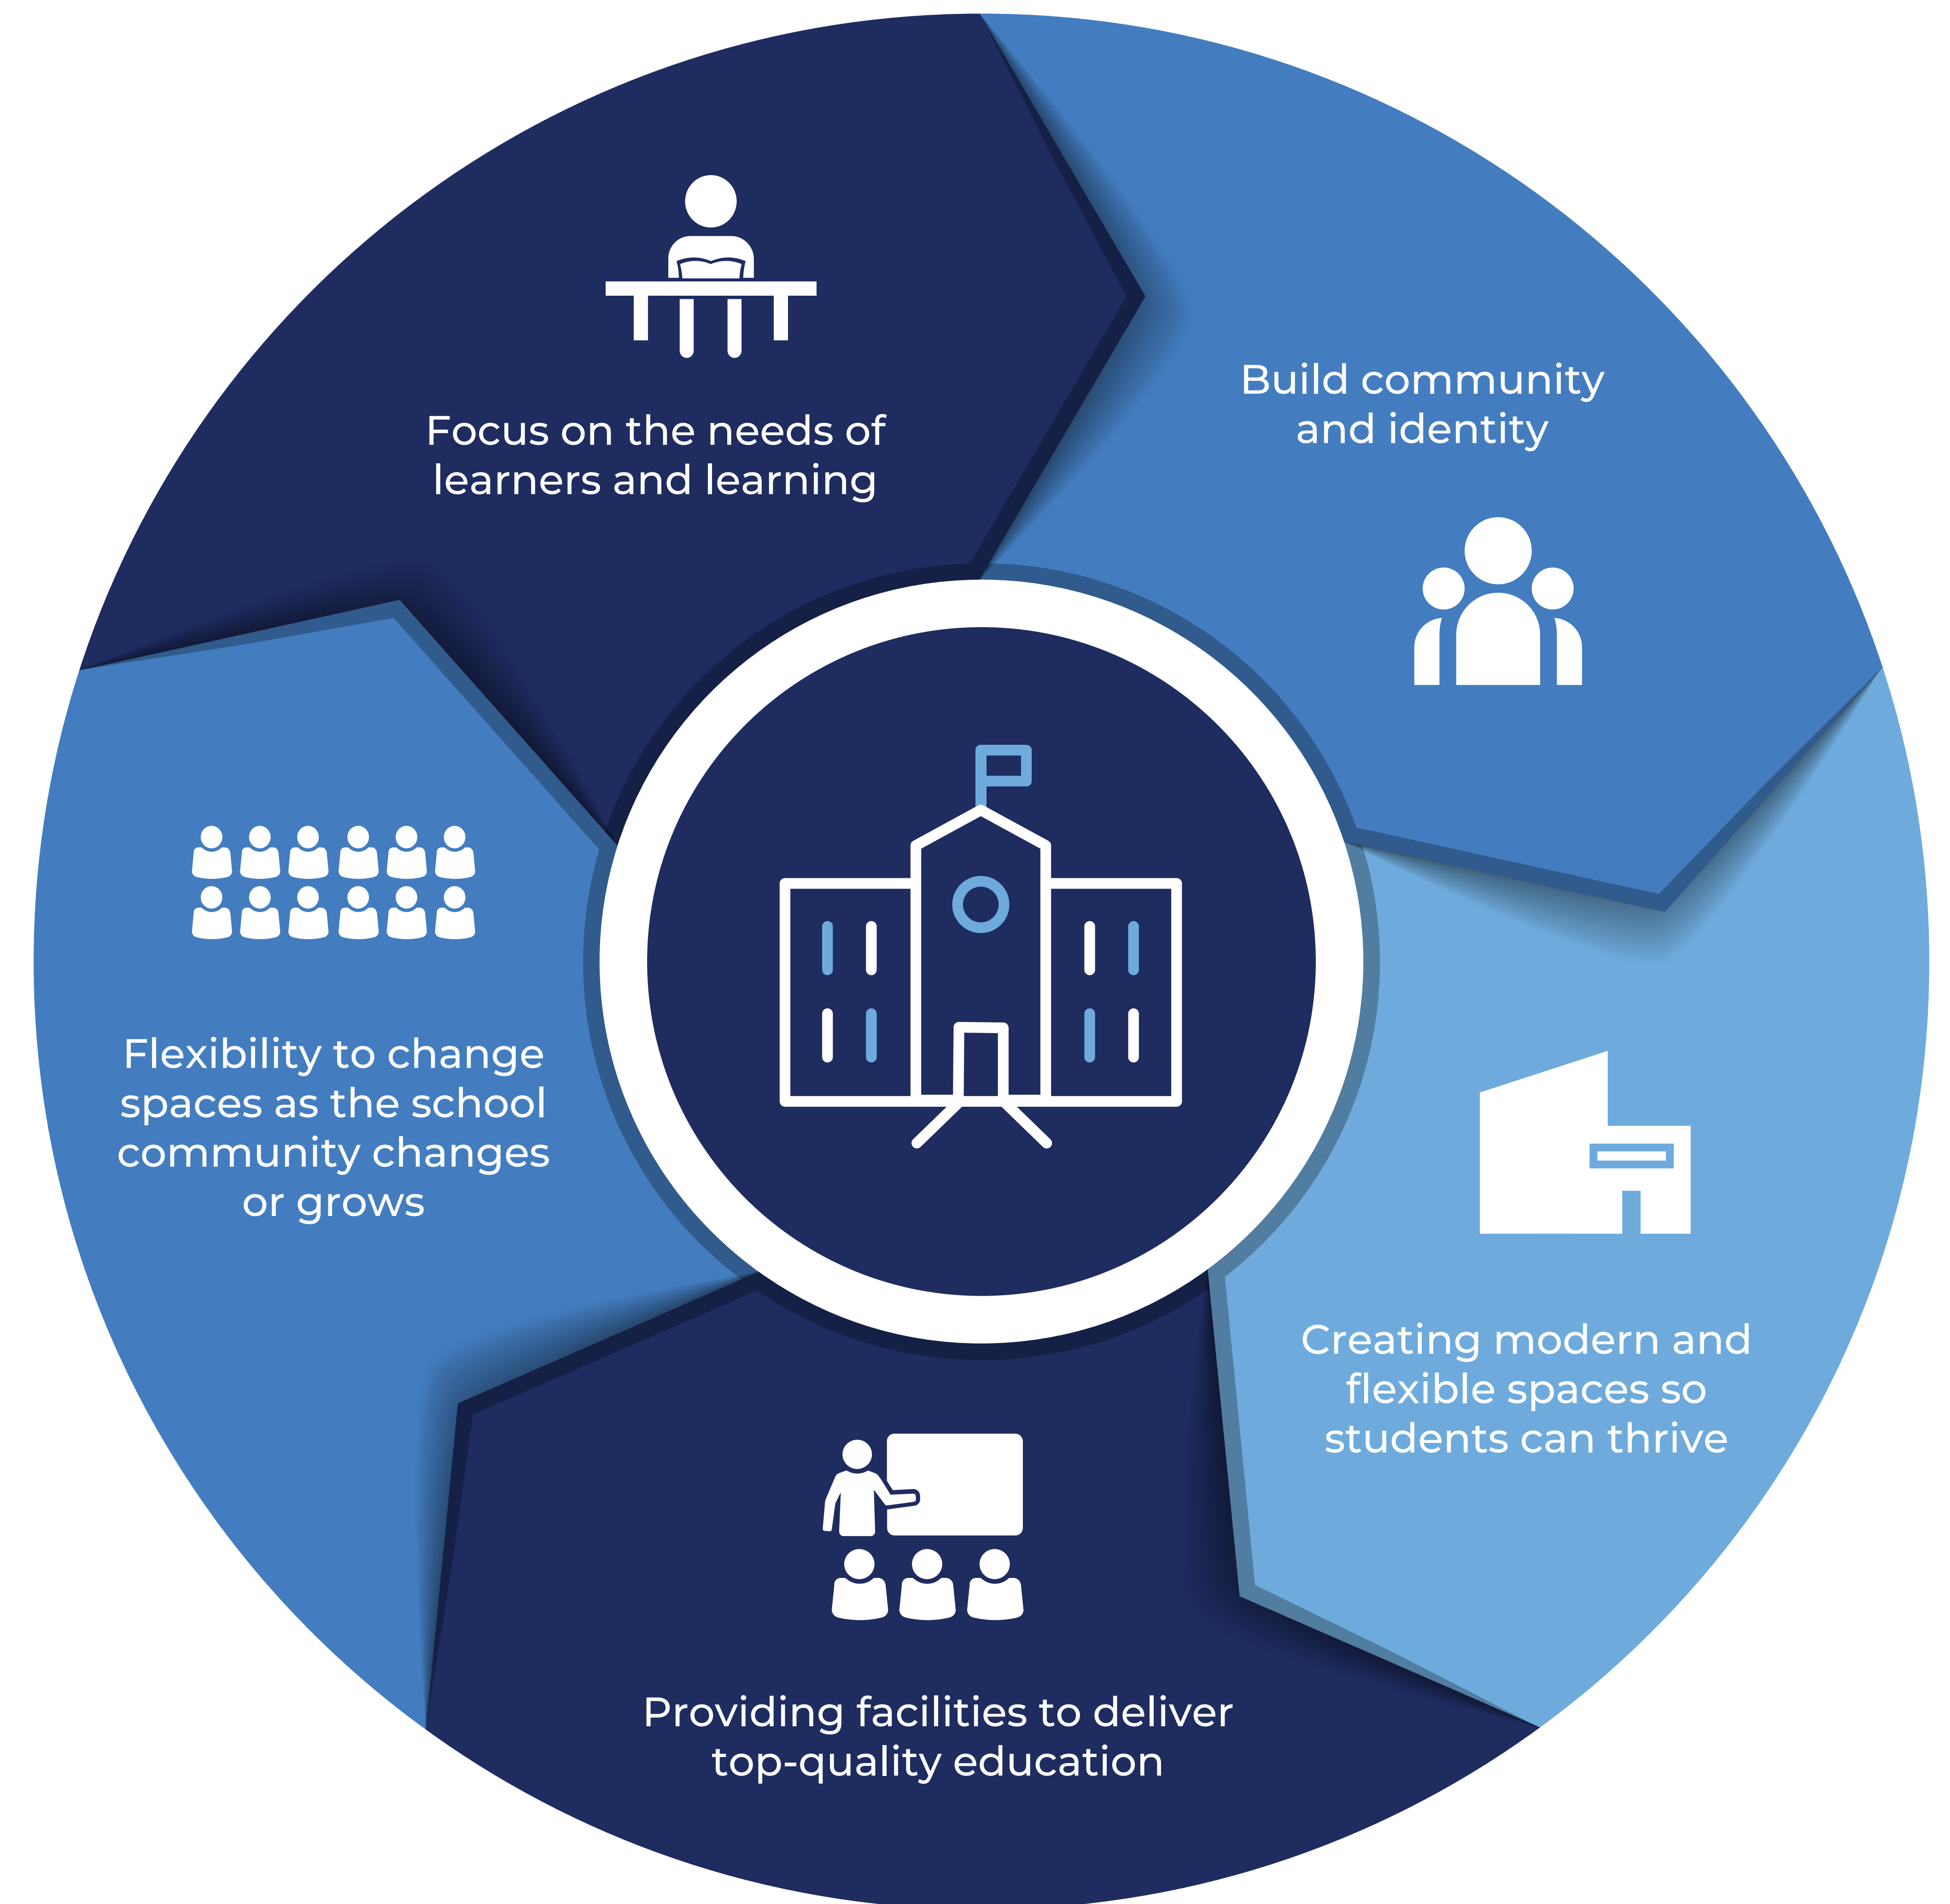 Focus on the needs of
learners and learning
Build community
and identity
Creating modern and
flexible spaces so
students can thrive
Providing facilities to deliver
top-quality education
Flexibility to change
spaces as the school
community changes
or grows